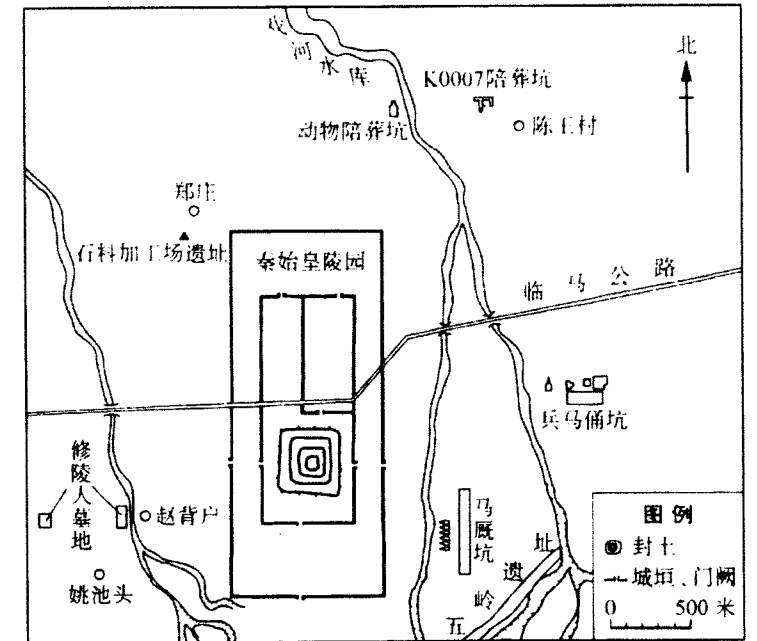 戏河水库
北
K0007陪葬坑
动物陪葬坑
陈王村
郑庄
石料加工场遗址
秦始皇陵园
临马公路
兵马俑坑
修陵人墓地
赵背户
姚池头
马厩坑
五岭遗址
图例
封土
城垣、门阙
0 500米